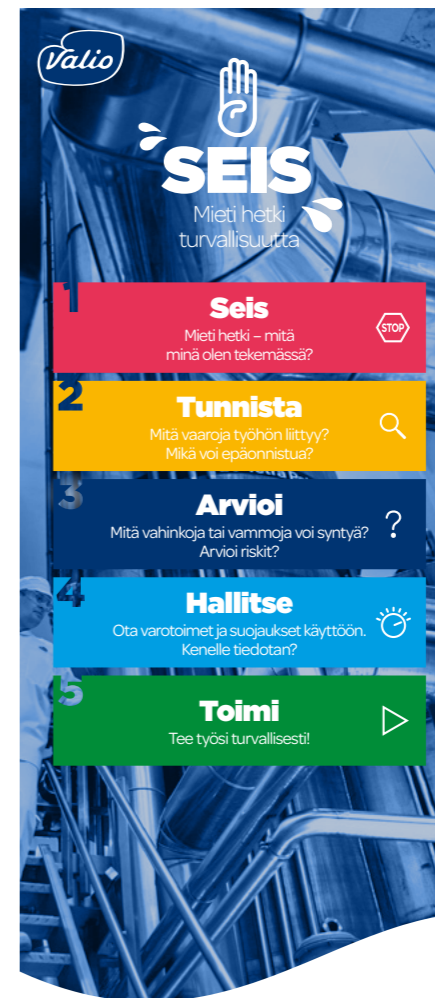 Valio
SEIS
Mieti hetki
turvallisuutta
1
Seis
Mieti hetki – mitä
minä olen tekemässä?
STOP
2
Tunnista
Mitä vaaroja työhön liittyy?
Mikä voi epäonnistua?
3
Arvioi
Mitä vahinkoja tai vammoja voi syntyä?
Arvioi riskit?
?
4
Hallitse
Ota varotoimet ja suojaukset käyttöön.
Kenelle tiedotan?
5
Toimi
Tee työsi turvallisesti!